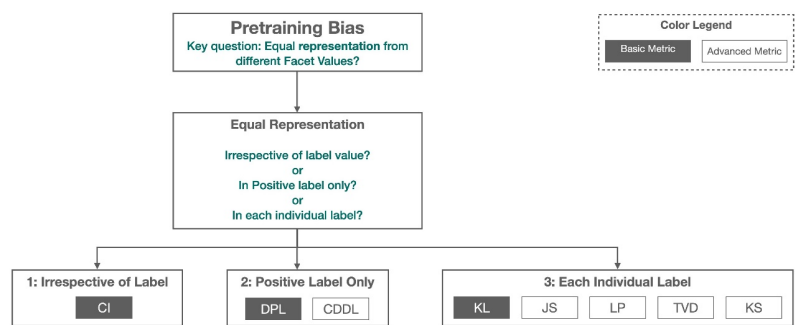 Pretraining Bias
Key question: Equal representation from
different Facet Values?
Color Legend
Basic Metric
Advanced Metric
Equal Representation
Irrespective of label value?
or
In Positive label only?
or
In each individual label?
1: Irrespective of Label
CI
2: Positive Label Only
DPL
CDDL
3: Each Individual Label
KL
JS
LP
TVD
KS